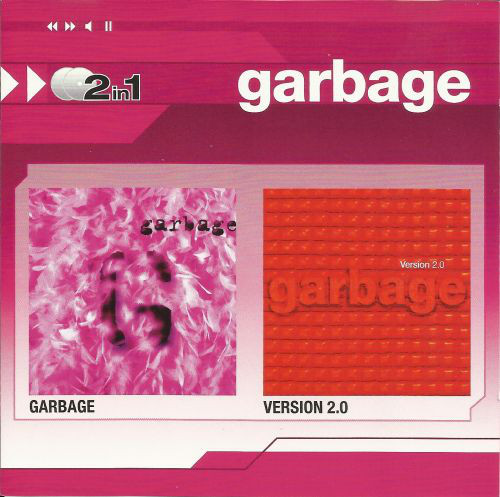 2in1
garbage
garbage
G
Version 2.0
garbage
GARBAGE
VERSION 2.0